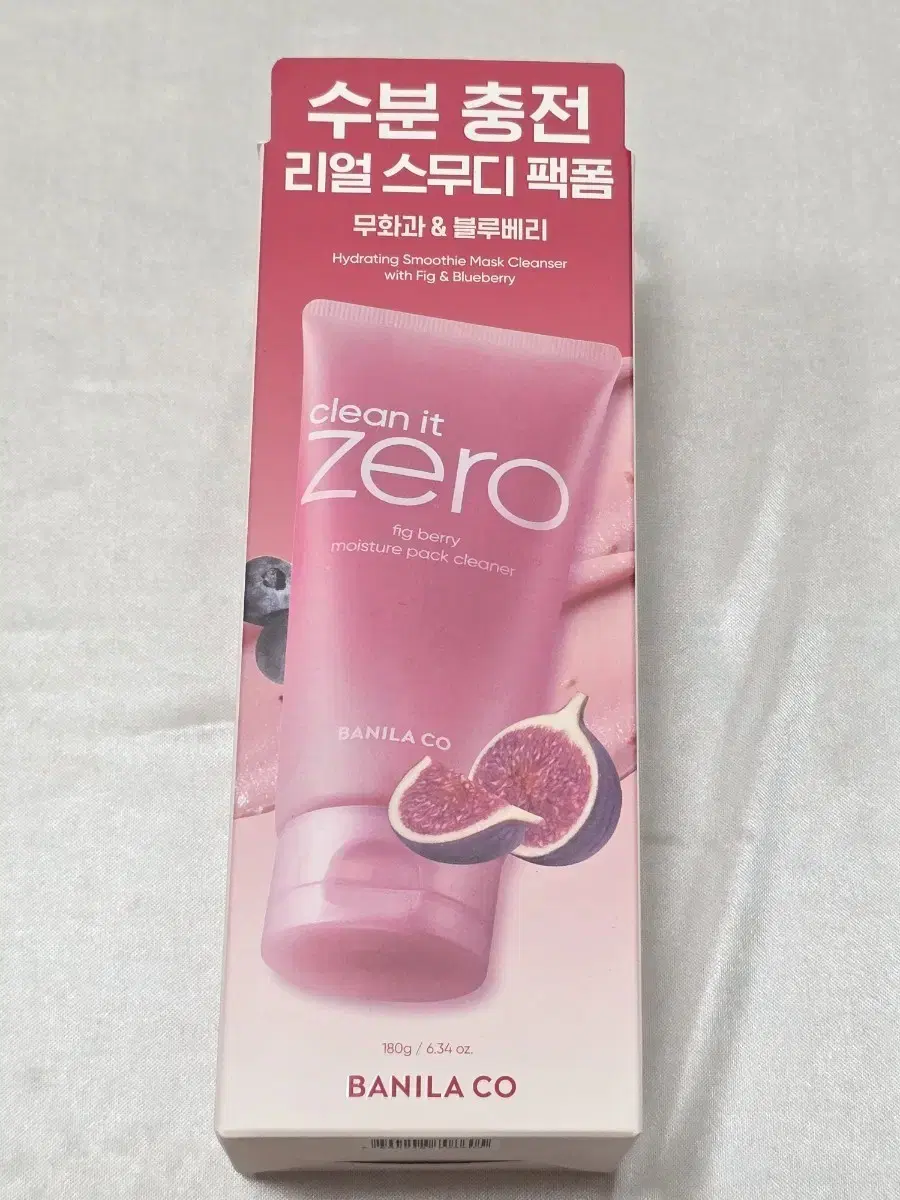 수분 충전
리얼 스무디 팩폼
무화과 & 블루베리
Hydrating Smoothie Mask Cleanser
with Fig & Blueberry
clean it
zero
fig berry
moisture pack cleaner
BANILA CO
180g / 6.34 oz.
BANILA CO